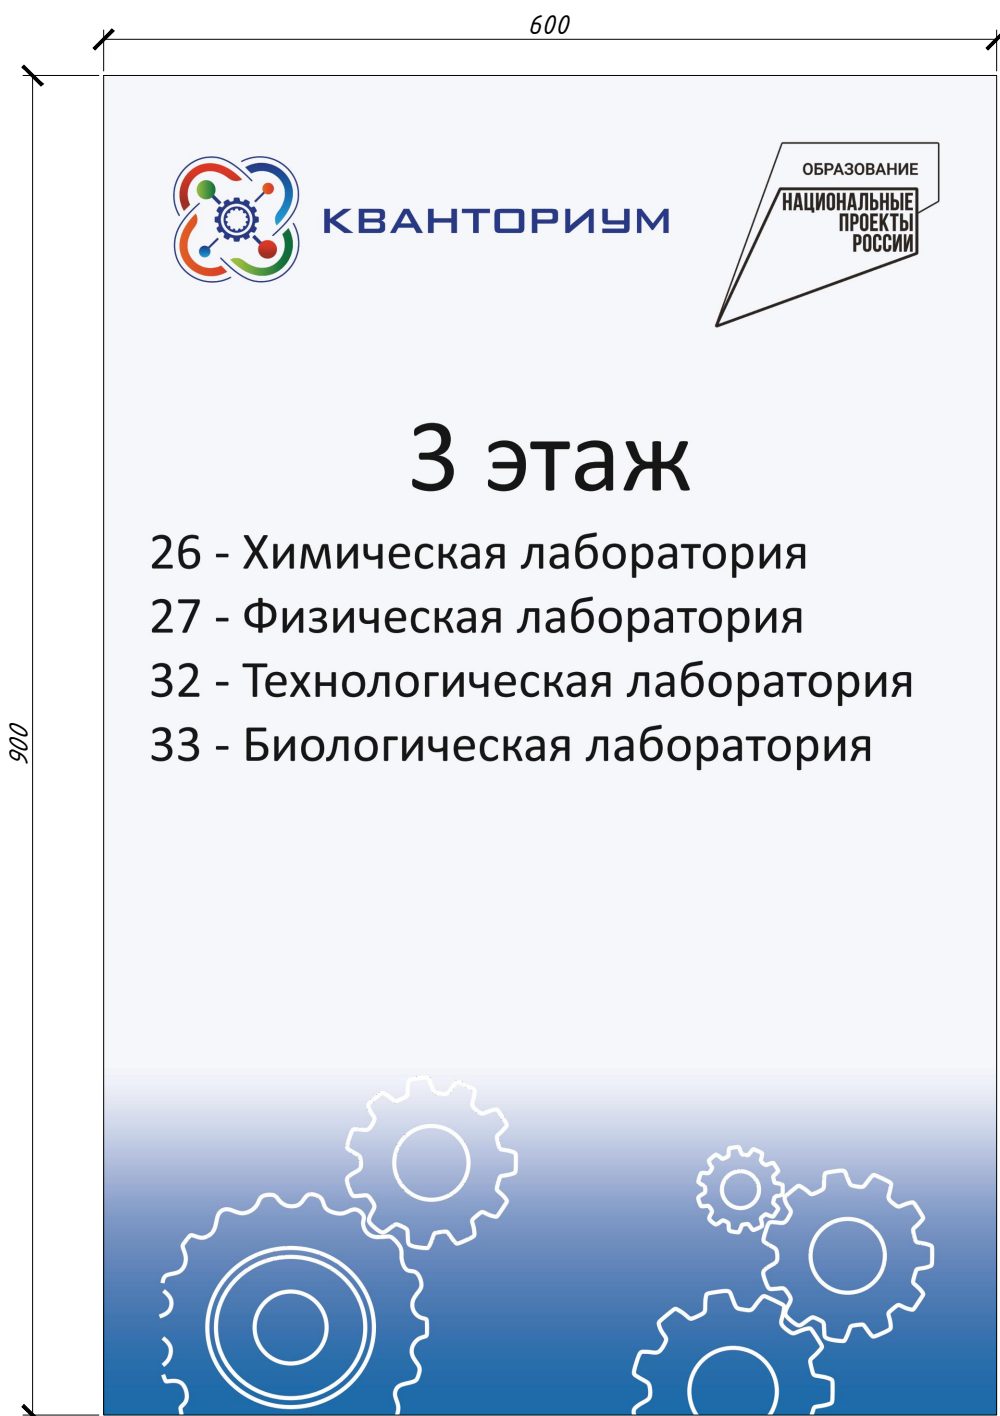 600
КВАНТОРИУМ
ОБРАЗОВАНИЕ
НАЦИОНАЛЬНЫЕ
ПРОЕКТЫ
РОССИИ
3 этаж
26 - Химическая лаборатория
27 - Физическая лаборатория
32 - Технологическая лаборатория
33 - Биологическая лаборатория
900